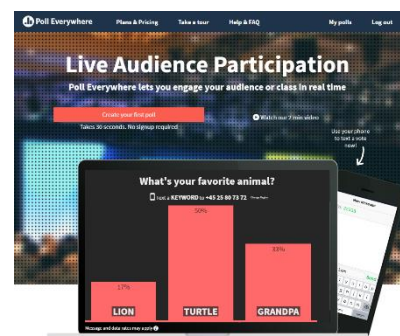 Poll Everywhere Plans & Pricing Take a tour Help & FAQ My polls Log out
Live Audience Participation
Poll Everywhere lets you engage your audience or class in real time
Create your first poll
Watch our 2 min video
Takes 30 seconds. No signup required
Use your phone
to text a vote
now!
What's your favorite animal?
Text a KEYWORD to +45 25 80 73 72
50%
33%
17%
LION TURTLE GRANDPA
Message and data rates may apply